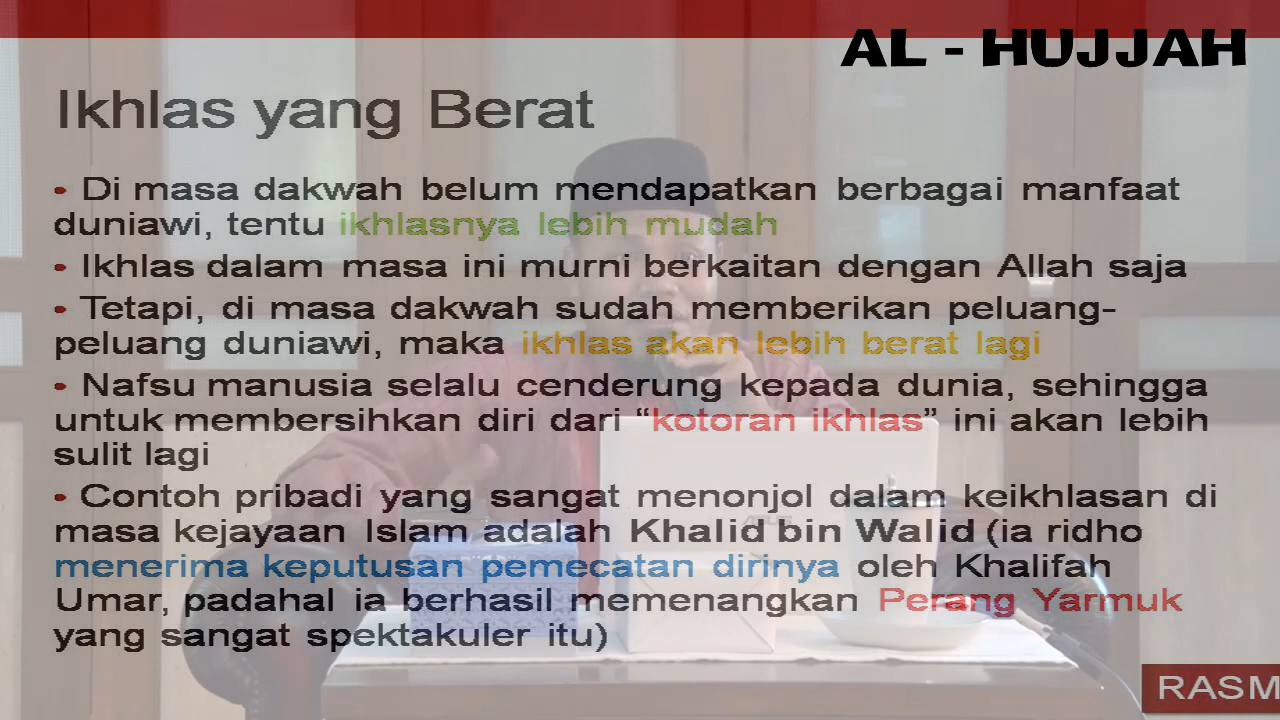 AL - HUJJAH
Ikhlas yang Berat
• Di masa dakwah belum mendapatkan berbagai manfaat
duniawi, tentu ikhlasnya lebih mudah
• Ikhlas dalam masa ini murni berkaitan dengan Allah saja
• Tetapi, di masa dakwah sudah memberikan peluang-
peluang duniawi, maka ikhlas akan lebih berat lagi
• Nafsu manusia selalu cenderung kepada dunia, sehingga
untuk membersihkan diri dari “kotoran ikhlas” ini akan lebih
sulit lagi
• Contoh pribadi yang sangat menonjol dalam keikhlasan di
masa kejayaan Islam adalah Khalid bin Walid (ia ridho
menerima keputusan pemecatan dirinya oleh Khalifah
Umar, padahal ia berhasil memenangkan Perang Yarmuk
yang sangat spektakuler itu)
RASM